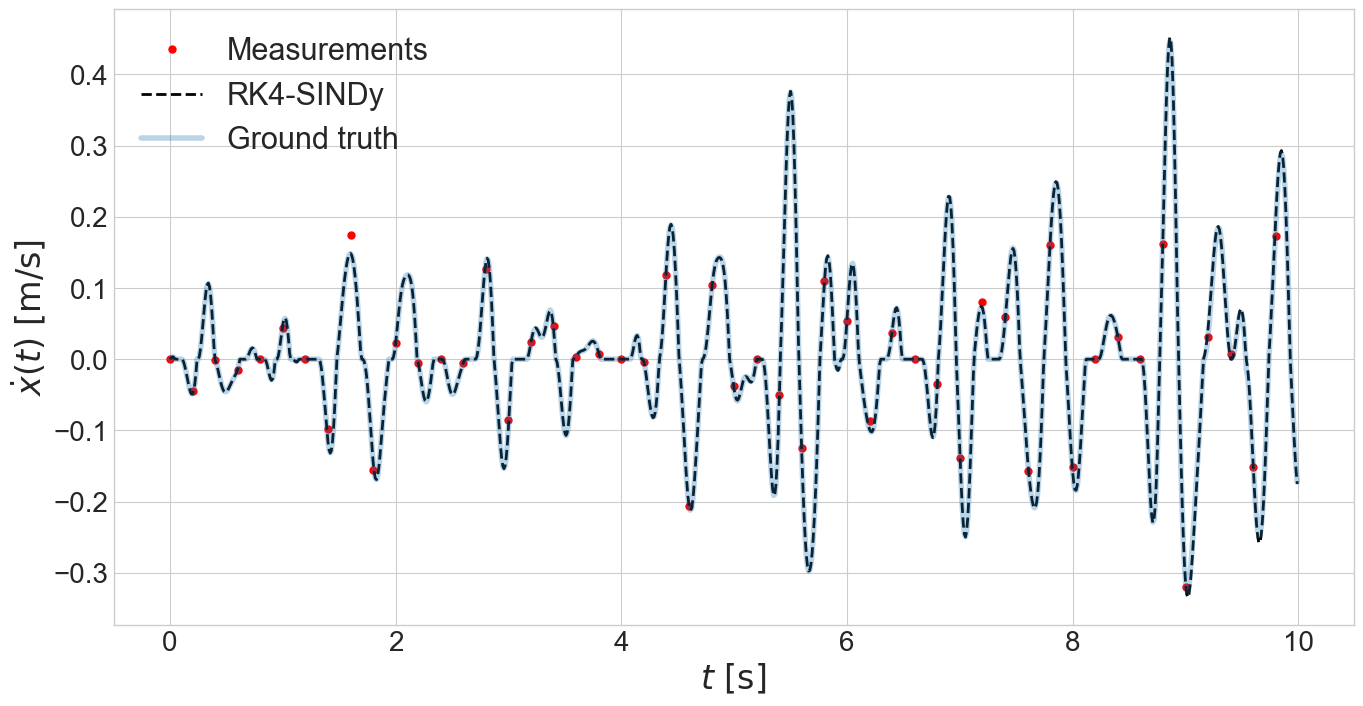 Measurements
RK4-SINDy
Ground truth
0.4
0.3
0.2
0.1
0.0
−0.1
−0.2
−0.3
ẋ(t) [m/s]
0 2 4 6 8 10
t [s]